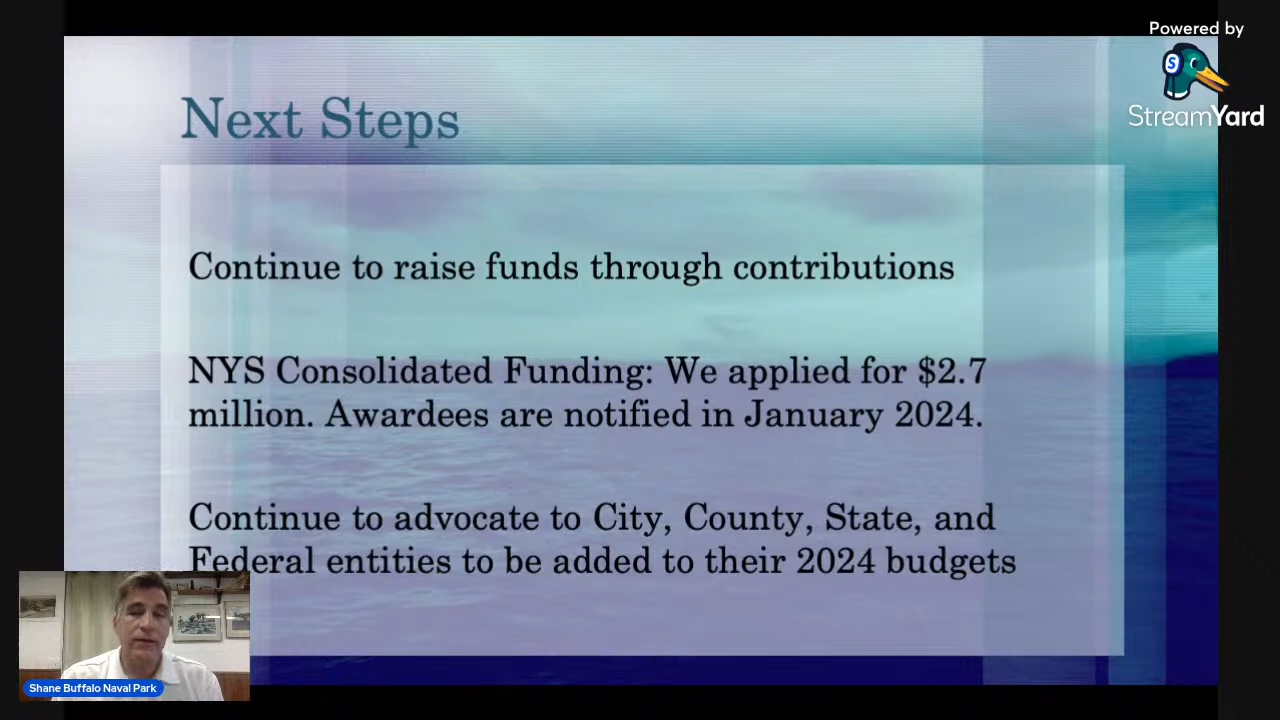 Powered by
StreamYard
Next Steps
Continue to raise funds through contributions
NYS Consolidated Funding: We applied for $2.7
million. Awardees are notified in January 2024.
Continue to advocate to City, County, State, and
Federal entities to be added to their 2024 budgets
Shane Buffalo Naval Park